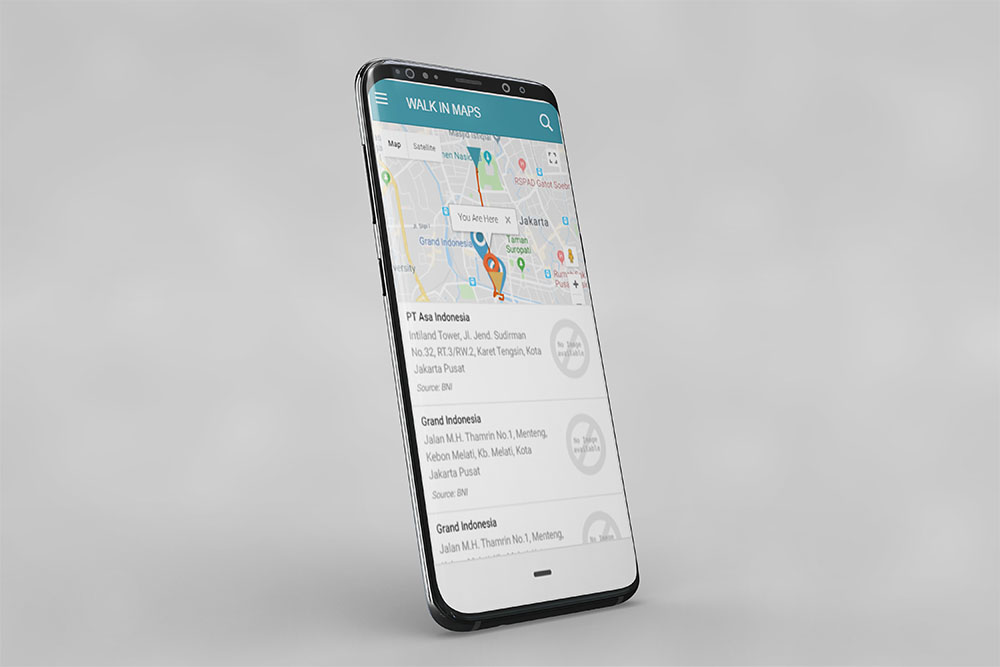 WALK IN MAPS
Map Satellite
Masjid Istiqlal
RSPAD Gatot Soebr
You Are Here X
Jakarta
Grand Indonesia
Taman
Suropati
versity
PT Asa Indonesia
Intiland Tower, Jl. Jend. Sudirman
No.32, RT.3/RW.2, Karet Tengsin, Kota
Jakarta Pusat
Source: BNI
No Image
available
Grand Indonesia
Jalan M.H. Thamrin No.1, Menteng,
Kebon Melati, Kb. Melati, Kota
Jakarta Pusat
Source: BNI
No Image
available
Grand Indonesia
Jalan M.H. Thamrin No.1, Menteng,
No Image